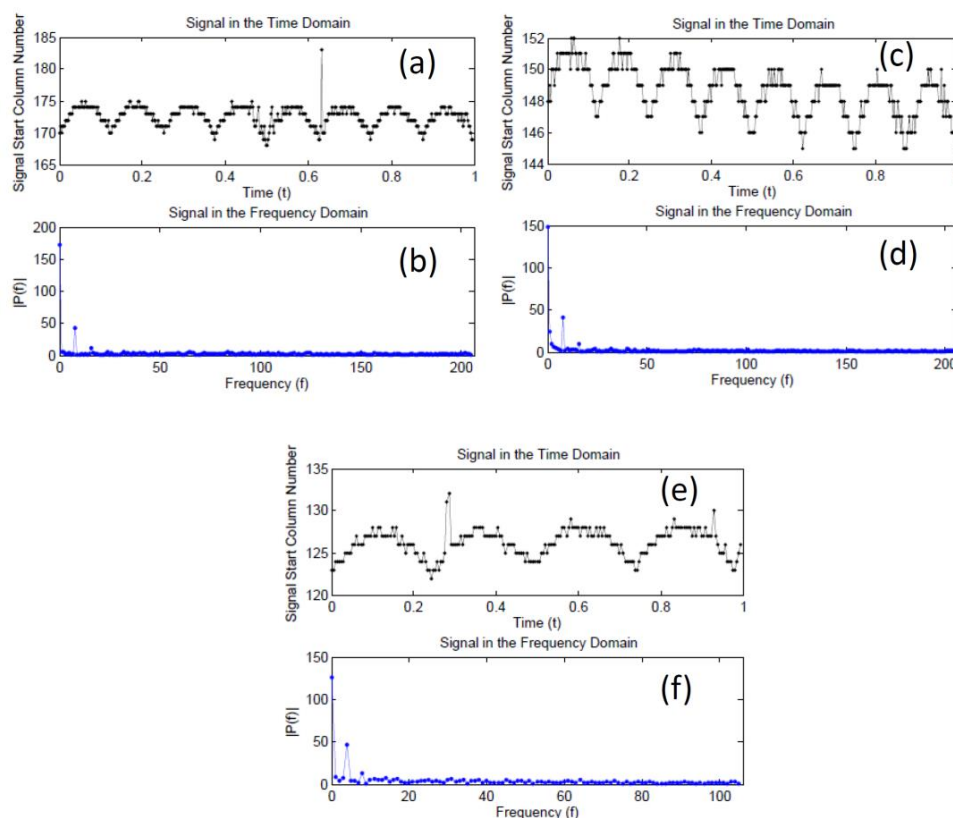 Signal in the Time Domain
Signal Start Column Number
185
180
175
170
165
(a)
0 0.2 0.4 0.6 0.8 1
Time (t)
Signal in the Frequency Domain
|P(f)|
200
150
100
50
0
(b)
0 50 100 150 200
Frequency (f)
Signal in the Time Domain
Signal Start Column Number
152
150
148
146
144
(c)
0 0.2 0.4 0.6 0.8
Time (t)
Signal in the Frequency Domain
|P(f)|
150
100
50
0
(d)
0 50 100 150 200
Frequency (f)
Signal in the Time Domain
Signal Start Column Number
135
130
125
120
(e)
0 0.2 0.4 0.6 0.8 1
Time (t)
Signal in the Frequency Domain
|P(f)|
150
100
50
0
(f)
0 20 40 60 80 100
Frequency (f)